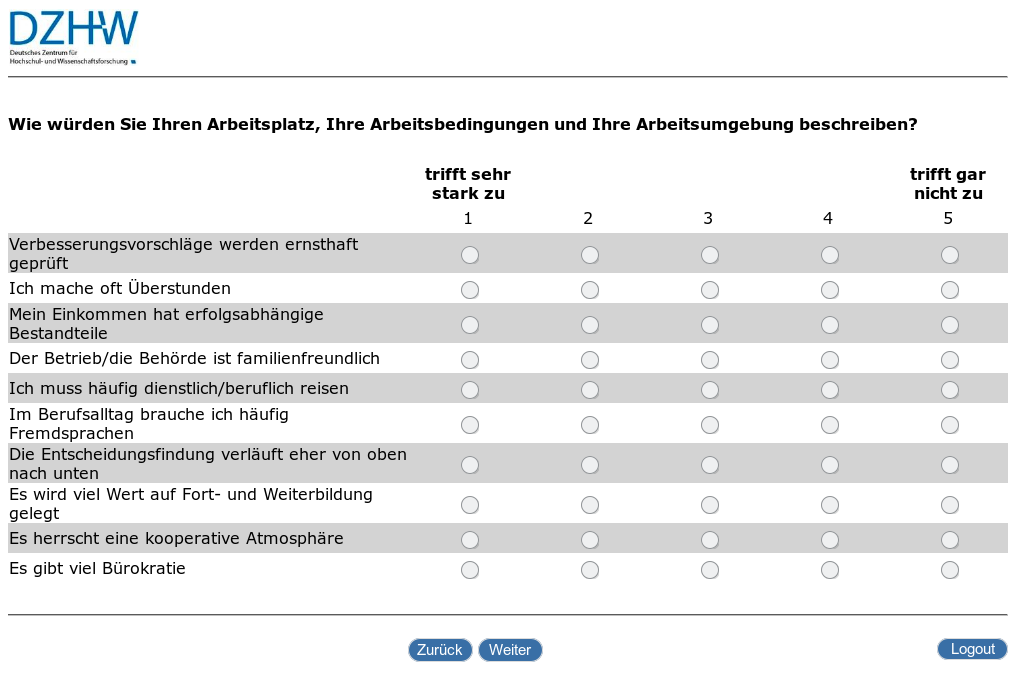 DZHW
Deutsches Zentrum für
Hochschul- und Wissenschaftsforschung
Wie würden Sie Ihren Arbeitsplatz, Ihre Arbeitsbedingungen und Ihre Arbeitsumgebung beschreiben?
trifft sehr
stark zu
trifft gar
nicht zu
1 2 3 4 5
Verbesserungsvorschläge werden ernsthaft
geprüft
Ich mache oft Überstunden
Mein Einkommen hat erfolgsabhängige
Bestandteile
Der Betrieb/die Behörde ist familienfreundlich
Ich muss häufig dienstlich/beruflich reisen
Im Berufsalltag brauche ich häufig
Fremdsprachen
Die Entscheidungsfindung verläuft eher von oben
nach unten
Es wird viel Wert auf Fort- und Weiterbildung
gelegt
Es herrscht eine kooperative Atmosphäre
Es gibt viel Bürokratie
Zurück Weiter Logout